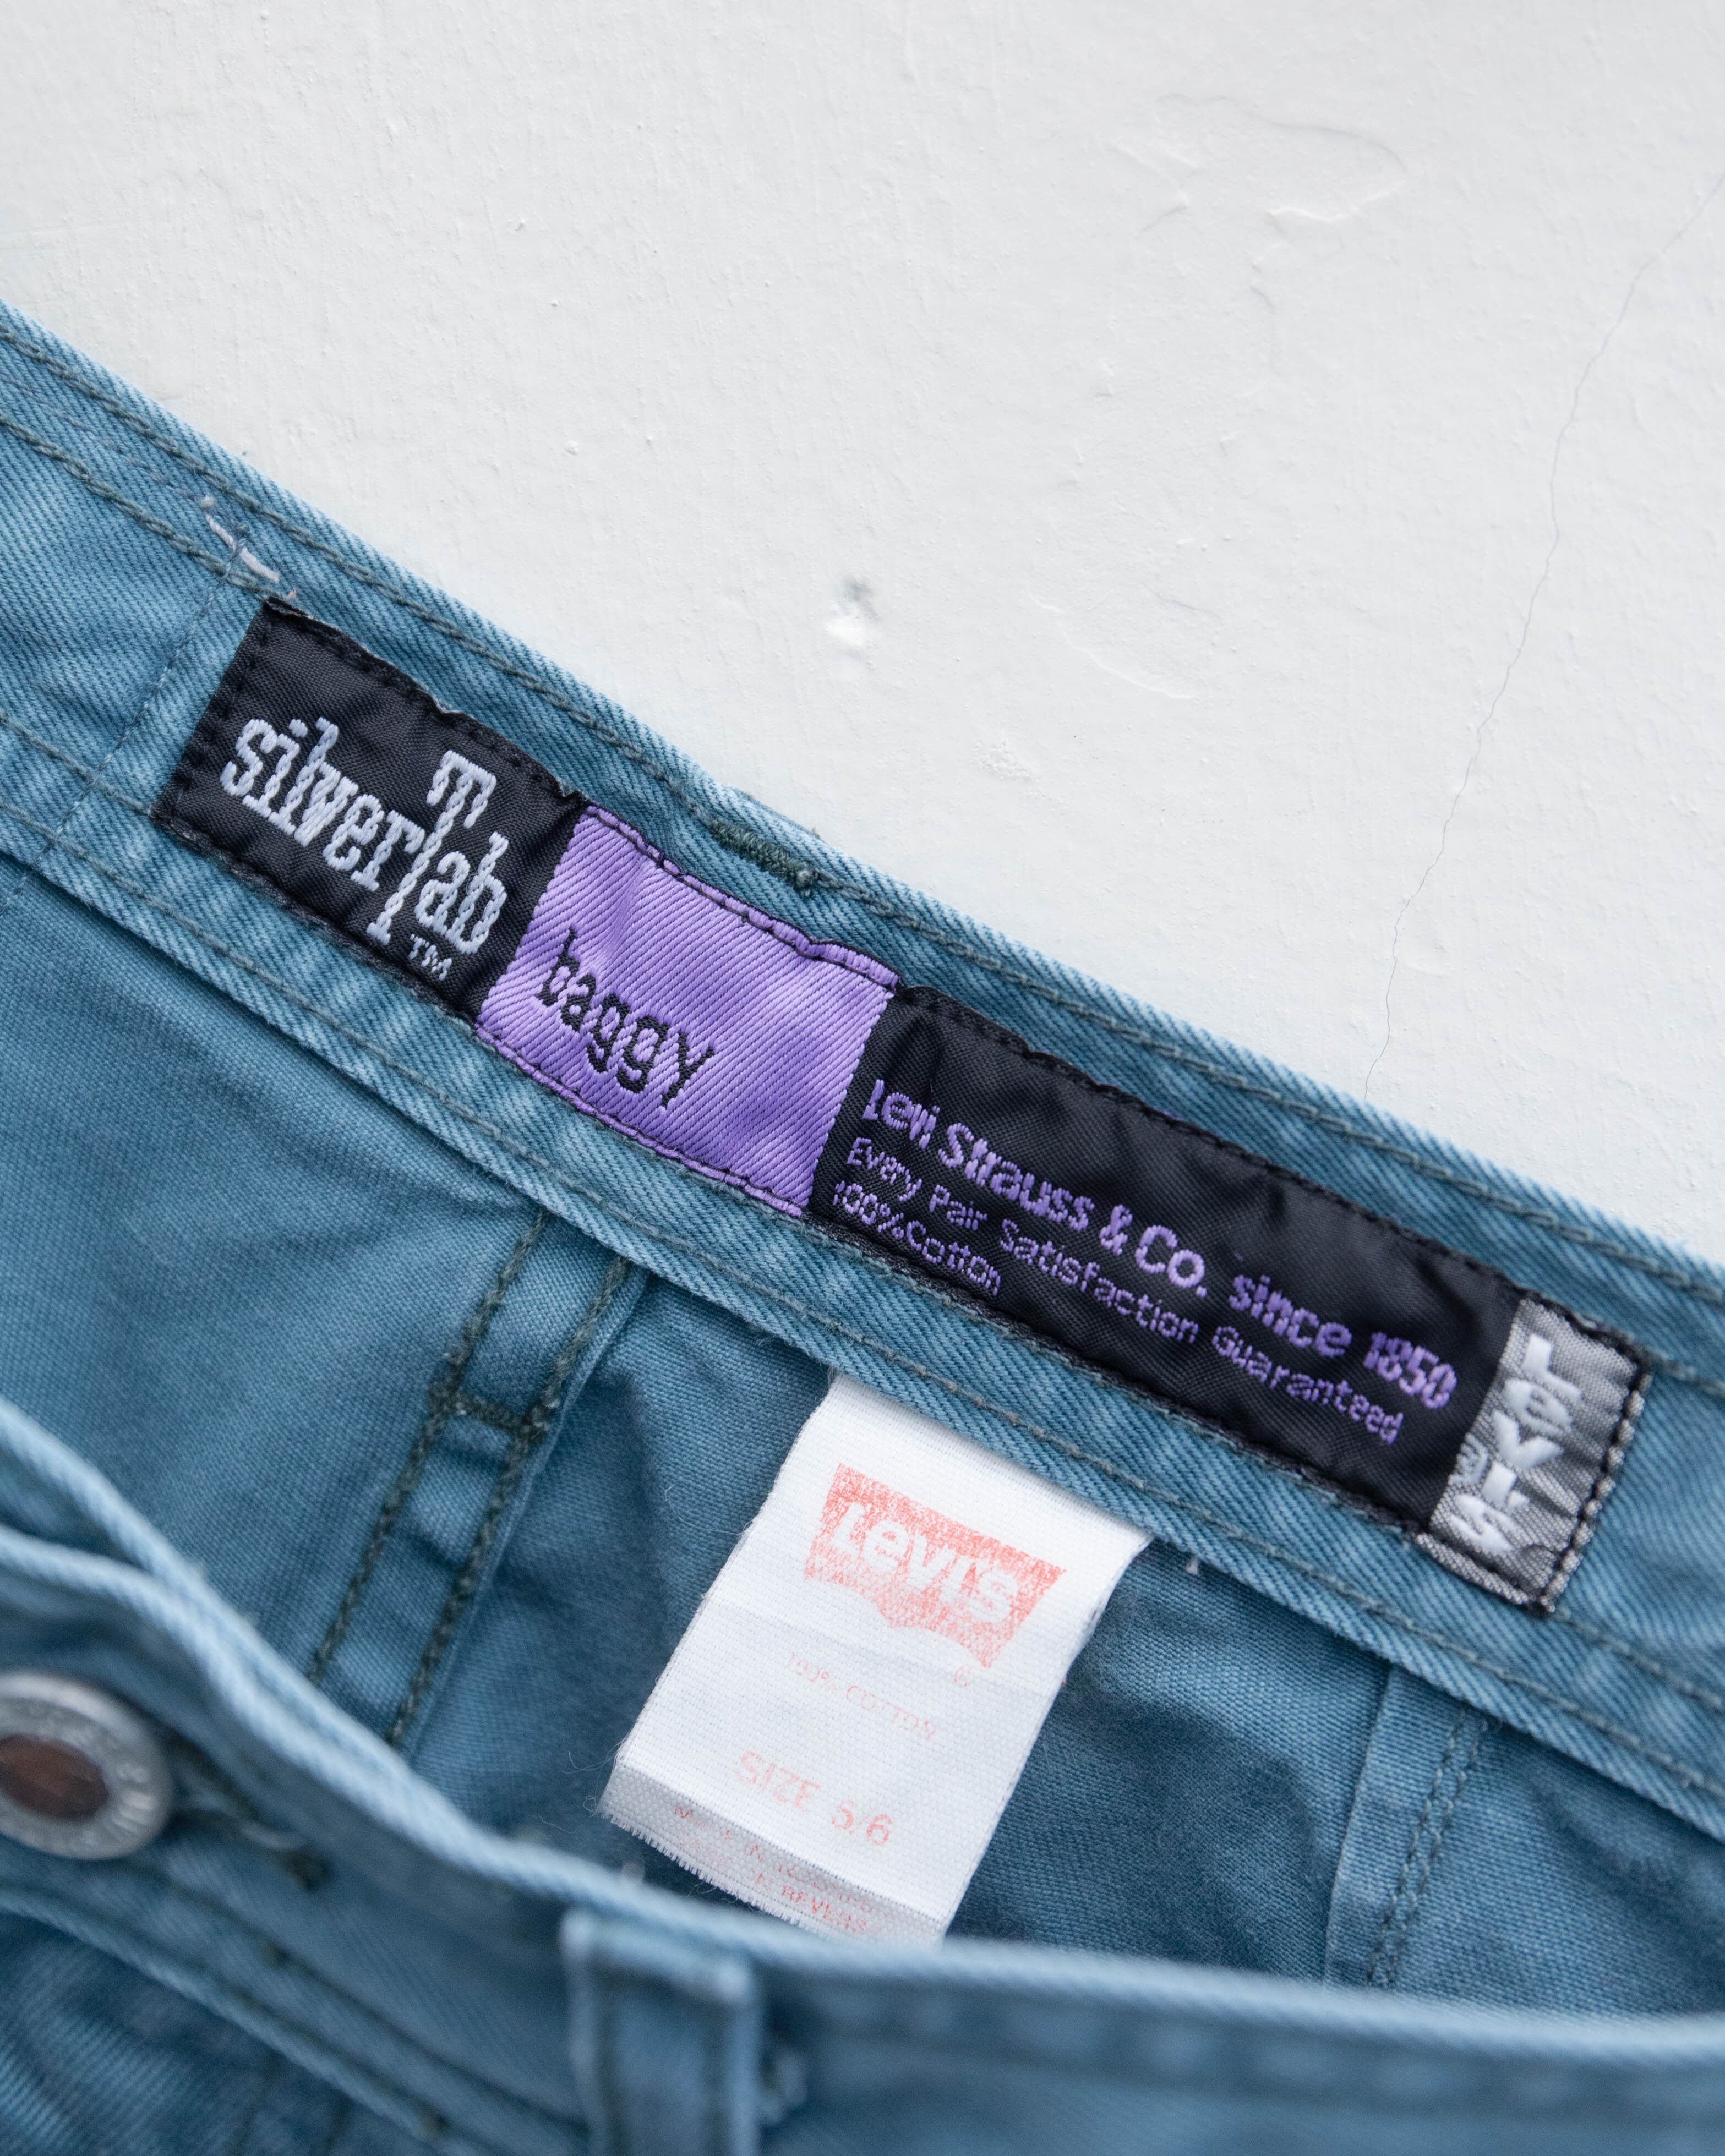 silverTab
TM
baggy
Levi Strauss & Co. since 1850
Every Pair Satisfaction Guaranteed
100%Cotton
Levi's
Levi's
®
100% COTTON
SIZE 5/6